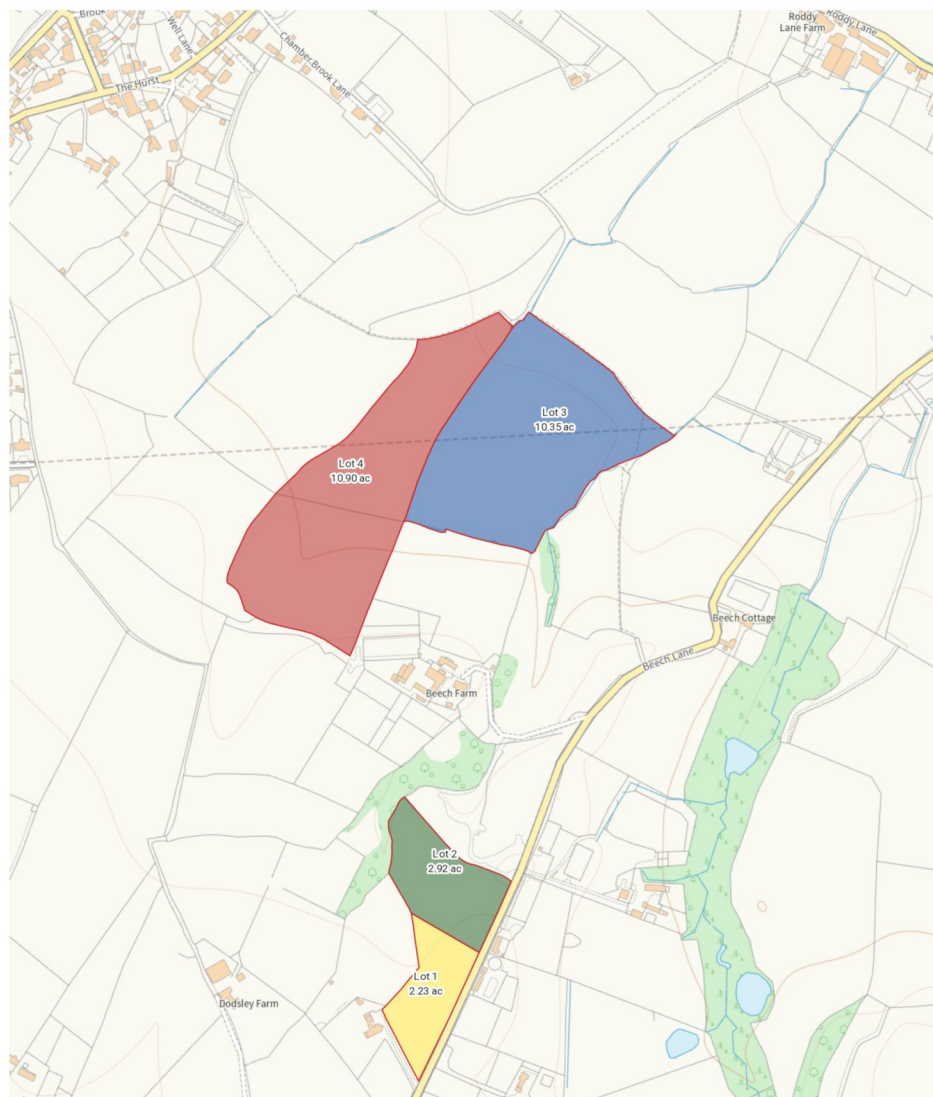 Brook
Well Lane
The Hurst
Chamber Brook Lane
Roddy
Lane Farm
Roddy Lane
Lot 3
10.35 ac
Lot 4
10.90 ac
Beech Cottage
Beech Lane
Beech Farm
Lot 2
2.92 ac
Lot 1
2.23 ac
Dodsley Farm